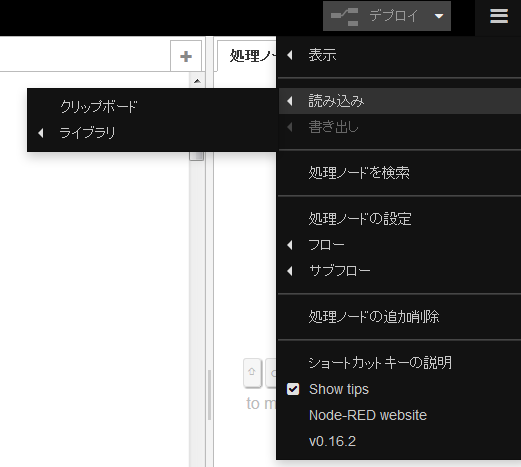 デプロイ
処理ノー
表示
読み込み
書き出し
クリップボード
ライブラリ
処理ノードを検索
処理ノードの設定
フロー
サブフロー
処理ノードの追加削除
ショートカットキーの説明
Show tips
Node-RED website
v0.16.2
to m